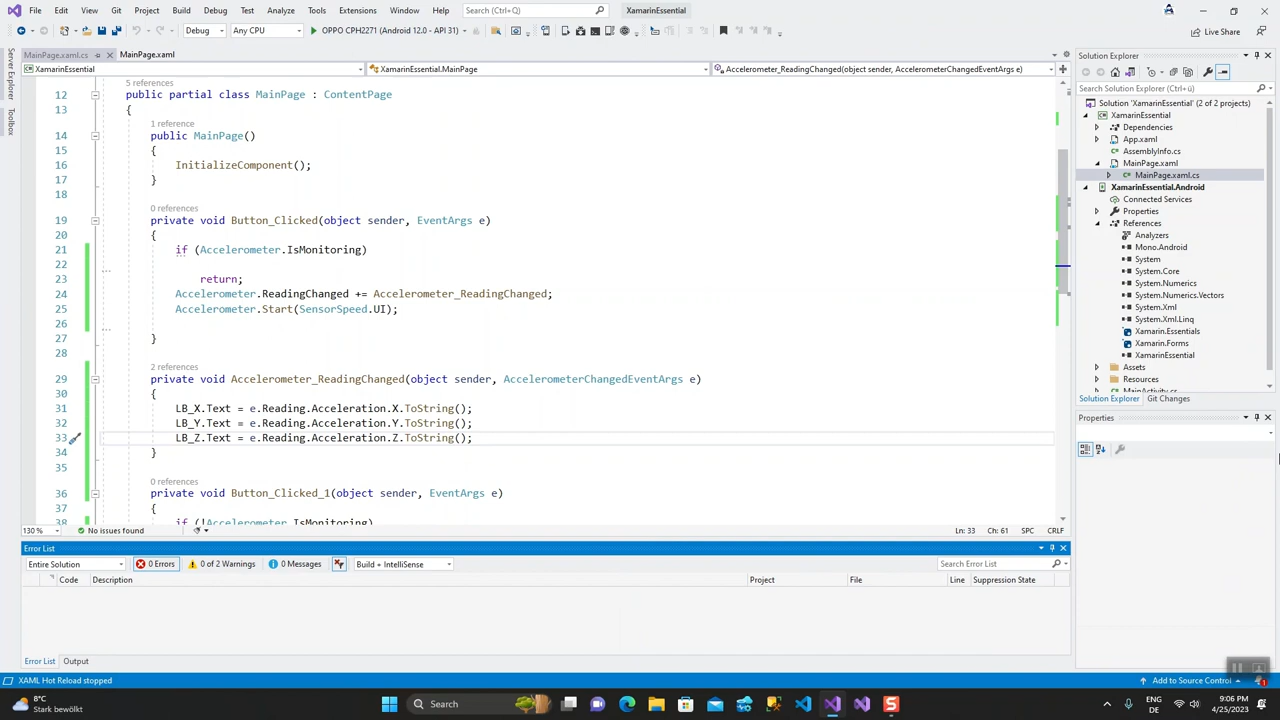 File Edit View Git Project Build Debug Test Analyze Tools Extensions Window Help Search (Ctrl+Q) XamarinEssential
Debug Any CPU OPPO CPH2271 (Android 12.0 - API 31) Live Share
Server Explorer
Toolbox
MainPage.xaml.cs MainPage.xaml
XamarinEssential XamarinEssential.MainPage Accelerometer_ReadingChanged(object sender, AccelerometerChangedEventArgs e)
5 references
12 public partial class MainPage : ContentPage
13 {
1 reference
14 public MainPage()
15 {
16 InitializeComponent();
17 }
18
0 references
19 private void Button_Clicked(object sender, EventArgs e)
20 {
21 if (Accelerometer.IsMonitoring)
22
23 return;
24 Accelerometer.ReadingChanged += Accelerometer_ReadingChanged;
25 Accelerometer.Start(SensorSpeed.UI);
26
27 }
28
2 references
29 private void Accelerometer_ReadingChanged(object sender, AccelerometerChangedEventArgs e)
30 {
31 LB_X.Text = e.Reading.Acceleration.X.ToString();
32 LB_Y.Text = e.Reading.Acceleration.Y.ToString();
33 LB_Z.Text = e.Reading.Acceleration.Z.ToString();
34 }
35
0 references
36 private void Button_Clicked_1(object sender, EventArgs e)
37 {
38 if (!Accelerometer.IsMonitoring)
130 % No issues found Ln: 33 Ch: 61 SPC CRLF
Error List
Entire Solution 0 Errors 0 of 2 Warnings 0 Messages Build + IntelliSense Search Error List
Code Description Project File Line Suppression State
Error List Output
Solution Explorer
Search Solution Explorer (Ctrl+ü)
Solution 'XamarinEssential' (2 of 2 projects)
XamarinEssential
Dependencies
App.xaml
AssemblyInfo.cs
MainPage.xaml
MainPage.xaml.cs
XamarinEssential.Android
Connected Services
Properties
References
Analyzers
Mono.Android
System
System.Core
System.Numerics
System.Numerics.Vectors
System.Xml
System.Xml.Linq
Xamarin.Essentials
Xamarin.Forms
XamarinEssential
Assets
Resources
MainActivity.cs
Solution Explorer Git Changes
Properties
XAML Hot Reload stopped Add to Source Control 1
8°C
Stark bewölkt
Search
ENG
DE
9:06 PM
4/25/2023